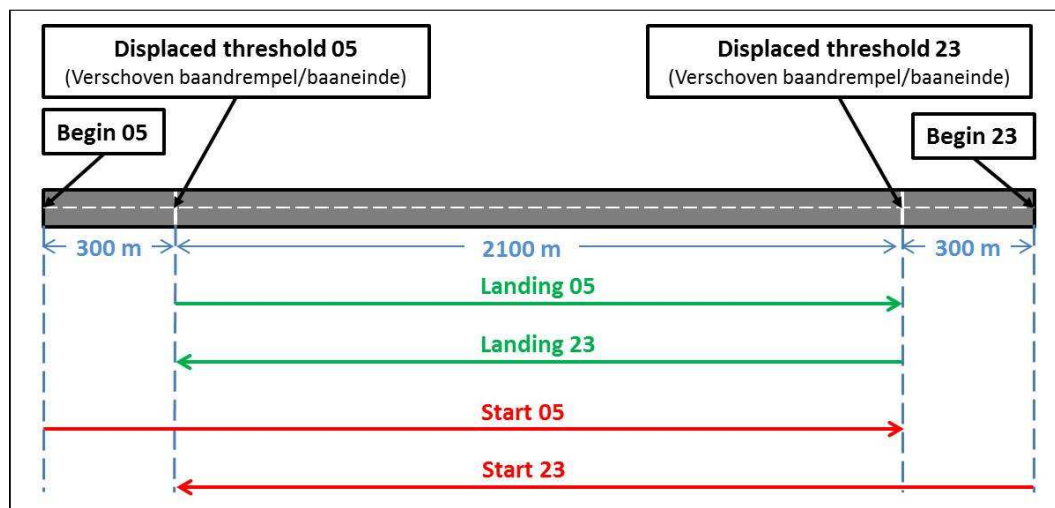 Displaced threshold 05
(Verschoven baandrempel/baaneinde)
Displaced threshold 23
(Verschoven baandrempel/baaneinde)
Begin 05
Begin 23
300 m
2100 m
300 m
Landing 05
Landing 23
Start 05
Start 23